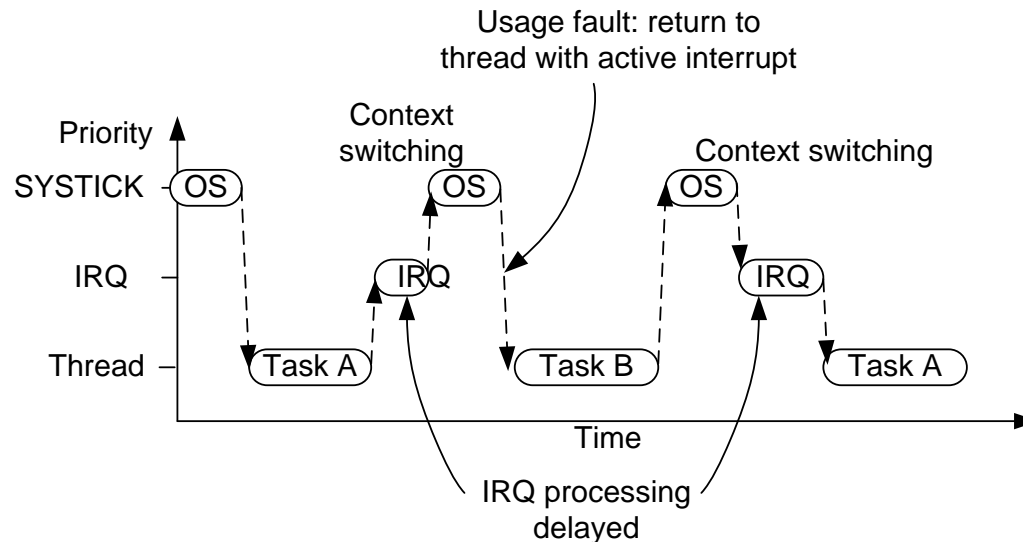 Usage fault: return to
thread with active interrupt
Context
switching
Priority
Context switching
SYSTICK
OS
OS
OS
IRQ
IRQ
IRQ
Thread
Task A
Task B
Task A
Time
IRQ processing
delayed